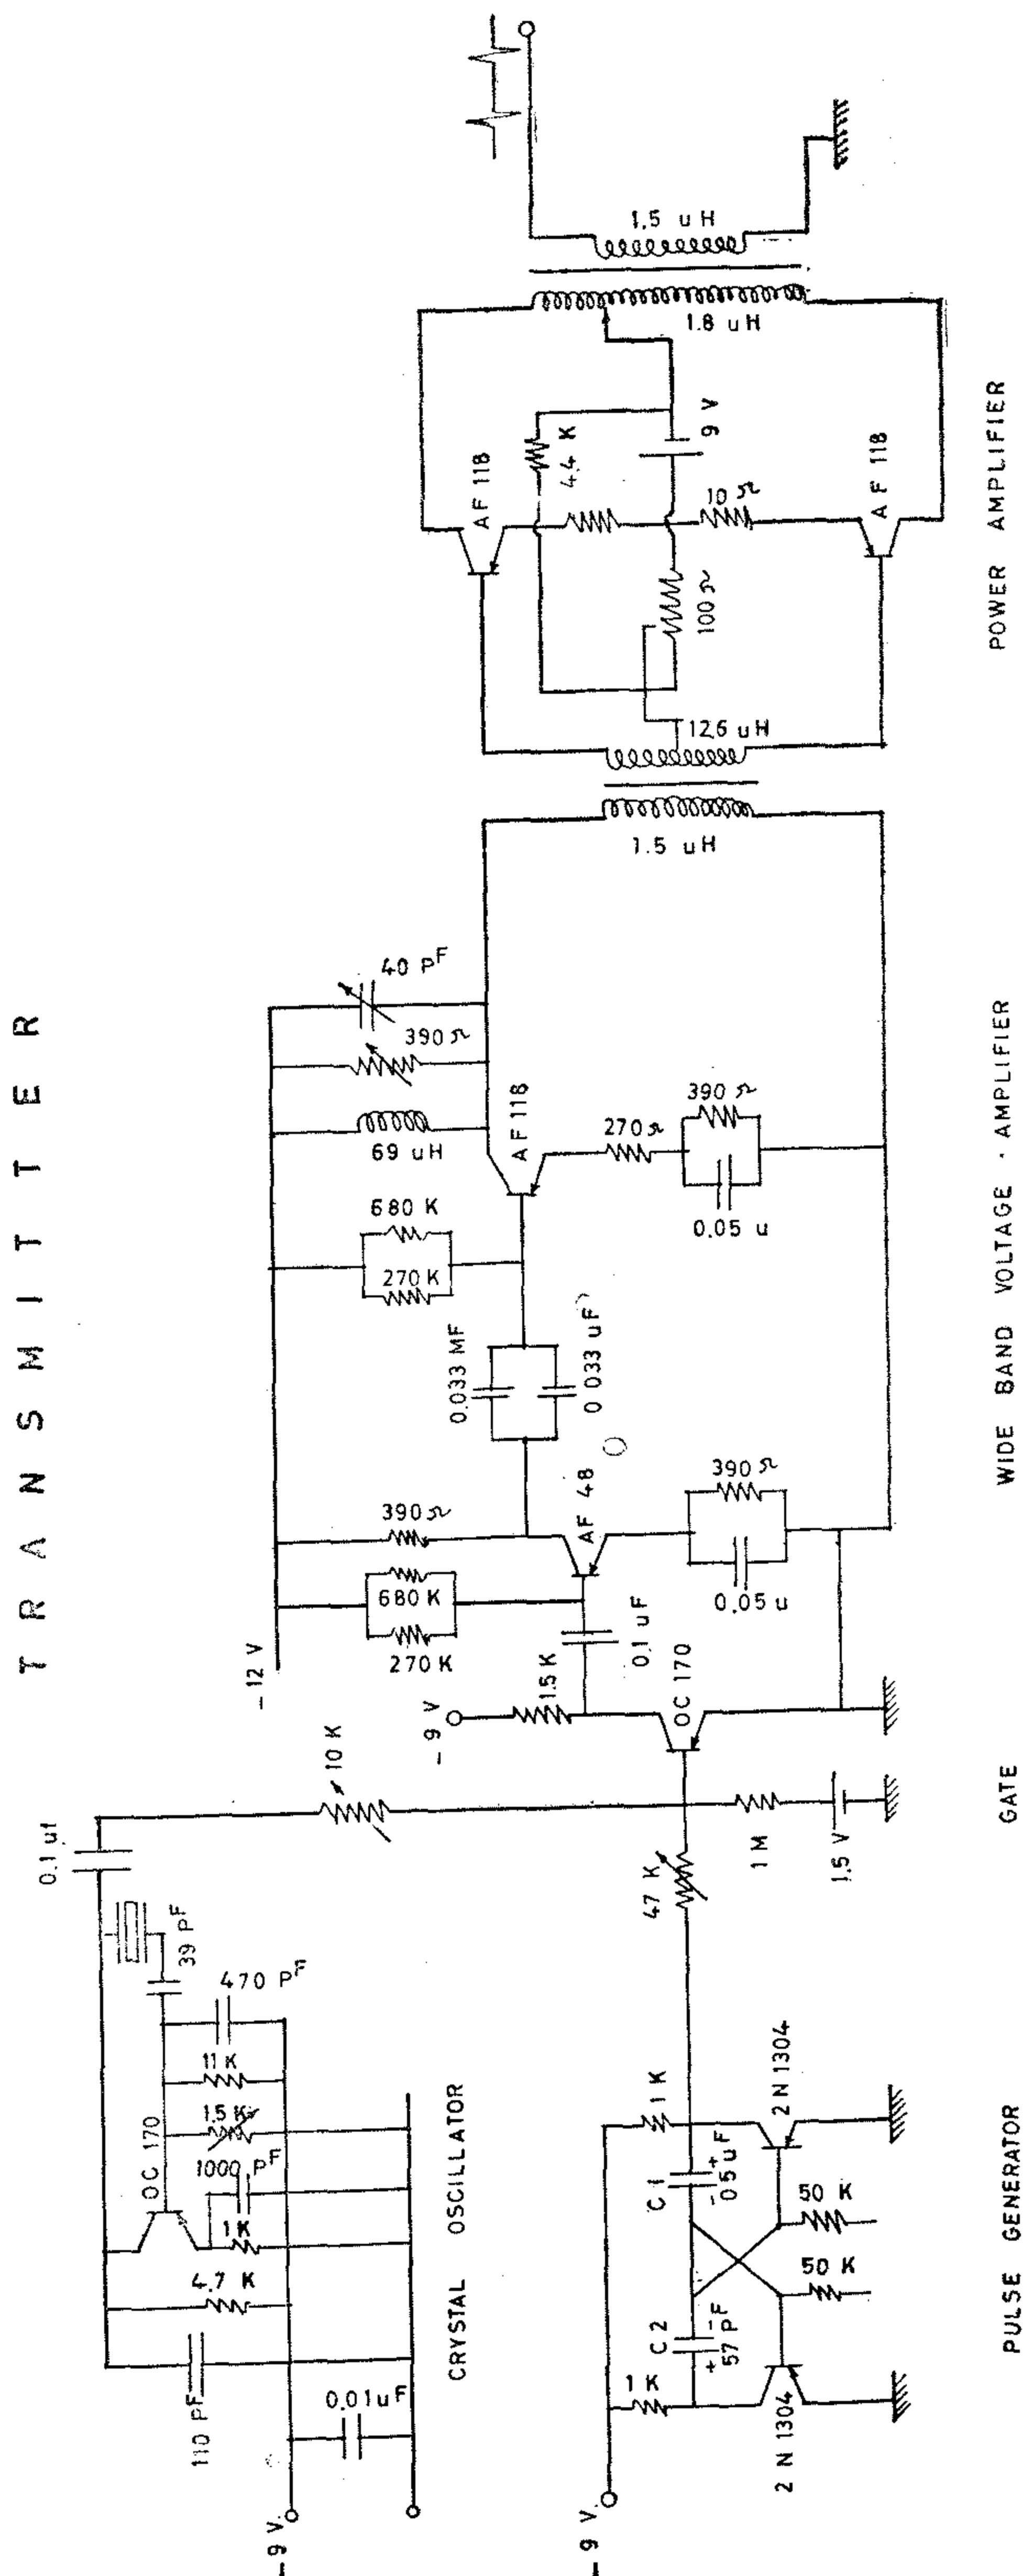 TRANSMITTER
0.1 uf
39 PF
470 PF
11 K
1.5 K
1000 PF
OC 170
1 K
4.7 K
110 PF
0.01 uF
- 9 V.
CRYSTAL OSCILLATOR
10 K
- 9 V.
1 K
C 2
+ -
57 PF
C 1
- +
05 uF
1 K
50 K
50 K
2 N 1304
2 N 1304
PULSE GENERATOR
47 K
1 M
1.5 V
- 9 V
1.5 K
OC 170
GATE
- 12 V
0.1 uF
270 K
680 K
390 Ω
AF 48
0.05 u
390 Ω
0.033 MF
0 033 uF
270 K
680 K
69 uH
390 Ω
40 PF
AF 118
270 Ω
390 Ω
0.05 u
WIDE BAND VOLTAGE - AMPLIFIER
1.5 uH
12.6 uH
100 Ω
4.4 K
9 V
10 Ω
AF 118
AF 118
1.8 uH
1.5 uH
POWER AMPLIFIER